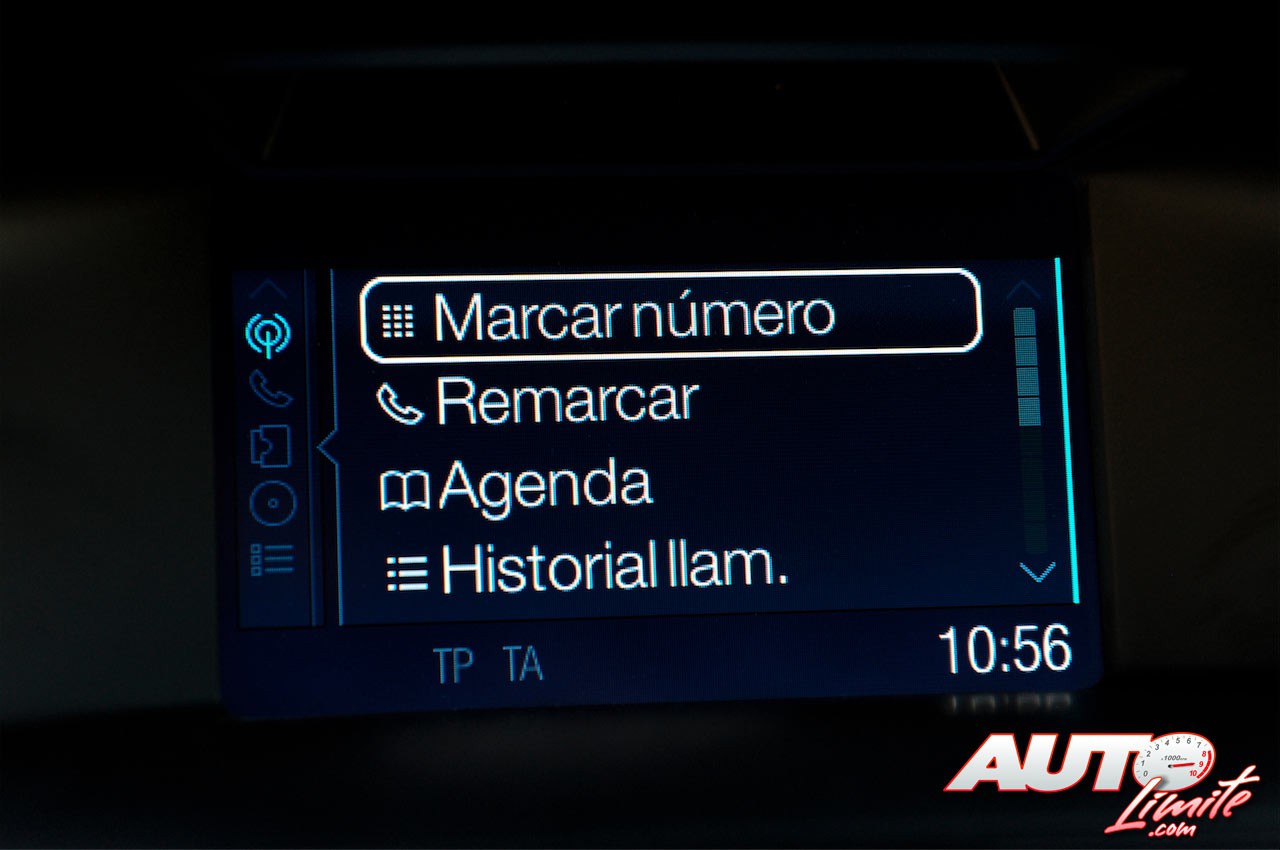 Marcar número
Remarcar
Agenda
Historial llam.
TP TA
10:56
AUTO
Limite
.com